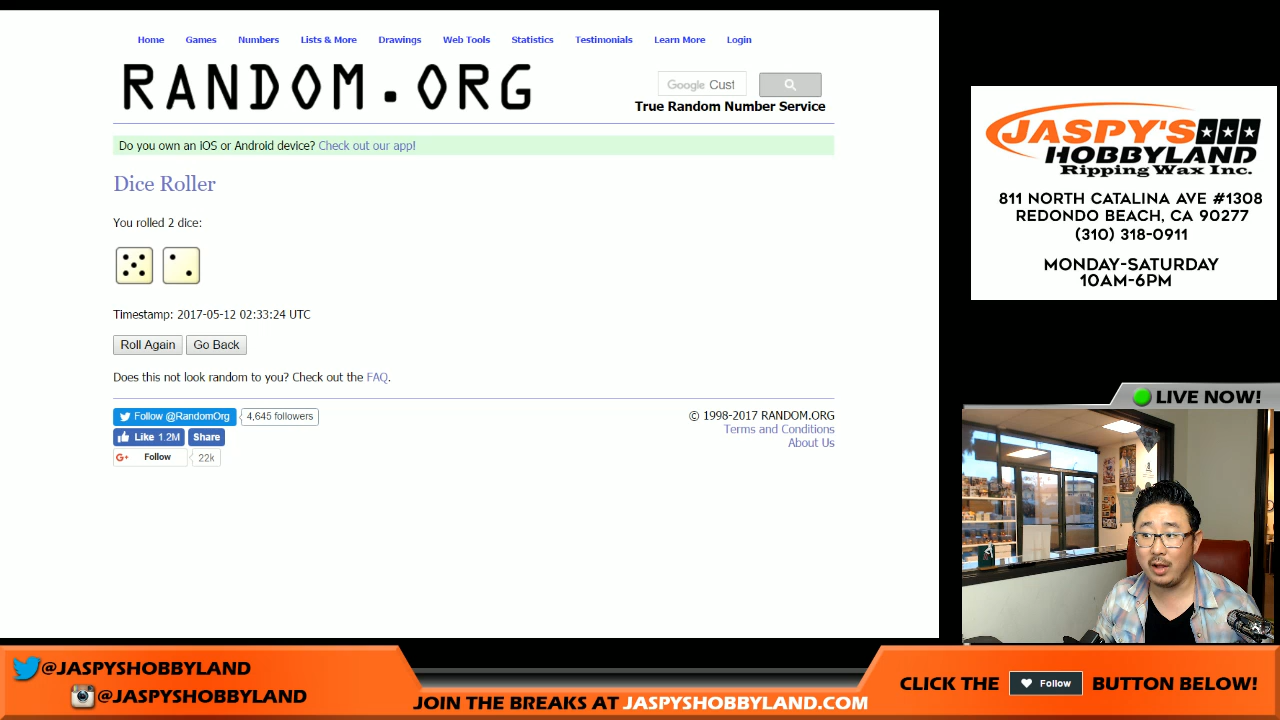 Home Games Numbers Lists & More Drawings Web Tools Statistics Testimonials Learn More Login
RANDOM.ORG
Google Cust
True Random Number Service
Do you own an iOS or Android device? Check out our app!
Dice Roller
You rolled 2 dice:
Timestamp: 2017-05-12 02:33:24 UTC
Roll Again Go Back
Does this not look random to you? Check out the FAQ.
Follow @RandomOrg 4,645 followers
Like 1.2M Share
G+ Follow 22k
© 1998-2017 RANDOM.ORG
Terms and Conditions
About Us
JASPY'S
HOBBYLAND
Ripping Wax Inc.
811 NORTH CATALINA AVE #1308
REDONDO BEACH, CA 90277
(310) 318-0911
MONDAY-SATURDAY
10AM-6PM
LIVE NOW!
@JASPYSHOBBYLAND
@JASPYSHOBBYLAND
JOIN THE BREAKS AT JASPYSHOBBYLAND.COM
CLICK THE Follow BUTTON BELOW!